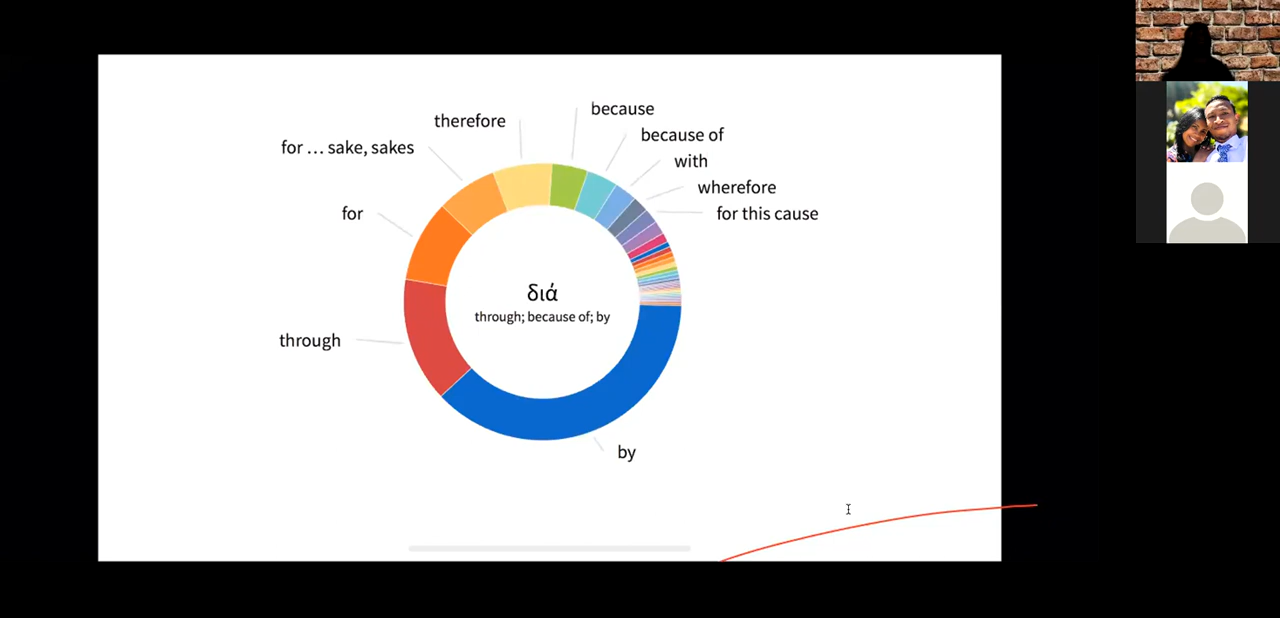 because
therefore
because of
for … sake, sakes
with
wherefore
for
for this cause
διά
through; because of; by
through
by